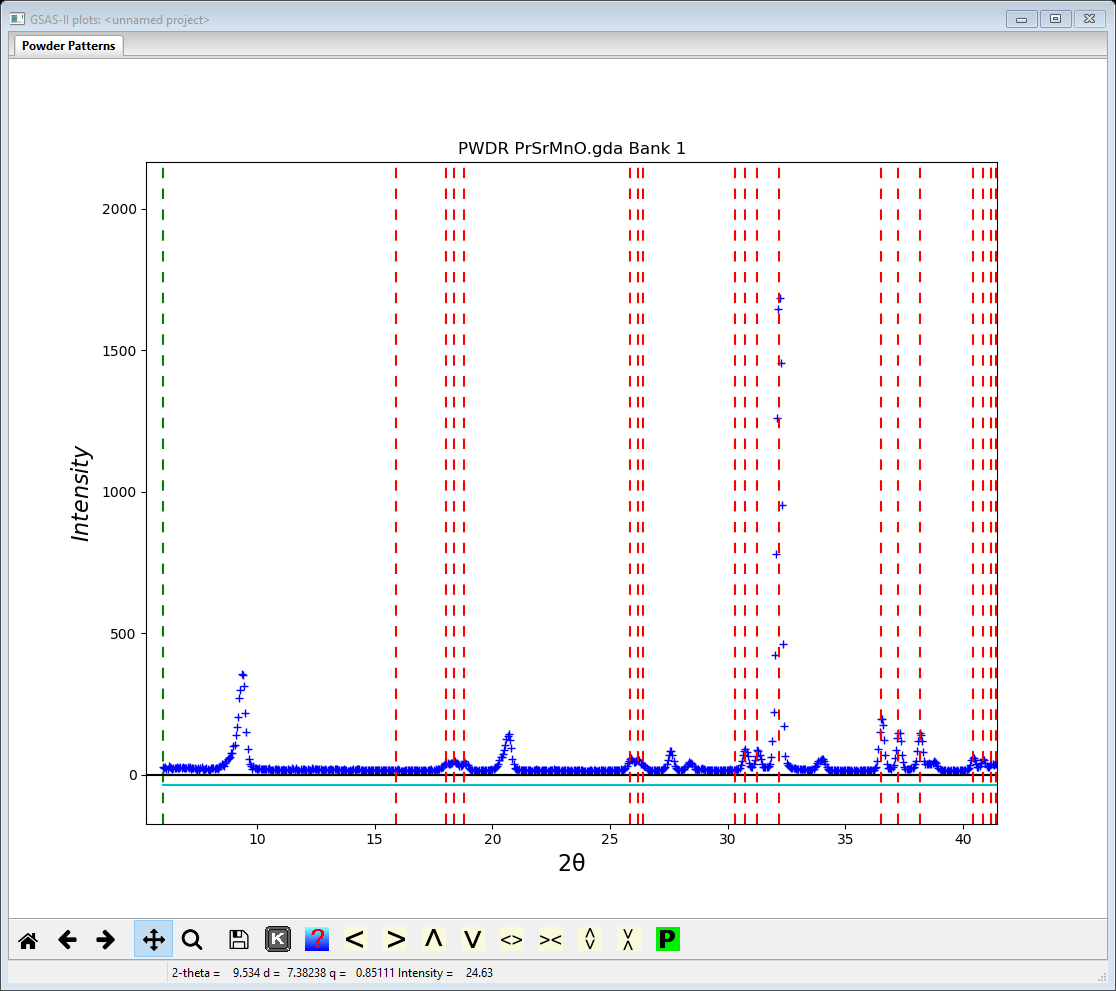 GSAS-II plots: <unnamed project>
Powder Patterns
PWDR PrSrMnO.gda Bank 1
2000
1500
1000
500
0
Intensity
10 15 20 25 30 35 40
2θ
K ? < > Λ V <> >< P
2-theta = 9.534 d = 7.38238 q = 0.85111 Intensity = 24.63